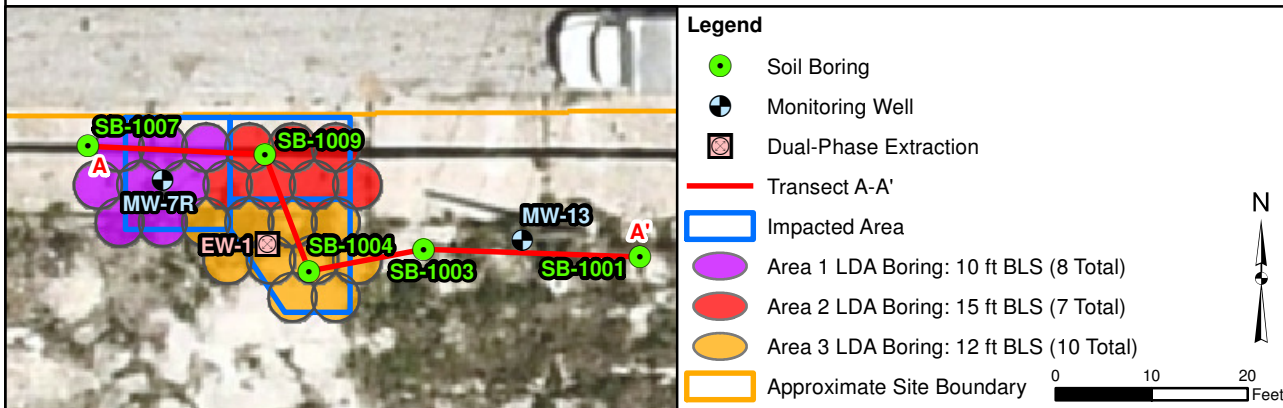 SB-1007
A
SB-1009
MW-7R
EW-1
SB-1004
SB-1003
MW-13
A'
SB-1001
Legend
Soil Boring
Monitoring Well
Dual-Phase Extraction
Transect A-A'
Impacted Area
Area 1 LDA Boring: 10 ft BLS (8 Total)
Area 2 LDA Boring: 15 ft BLS (7 Total)
Area 3 LDA Boring: 12 ft BLS (10 Total)
Approximate Site Boundary
N
0 10 20
Feet